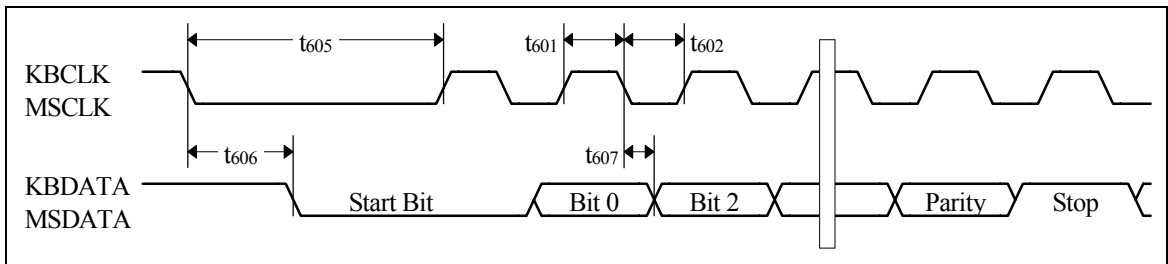 t605 t601 t602
KBCLK
MSCLK
t606 t607
KBDATA
MSDATA
Start Bit Bit 0 Bit 2 Parity Stop